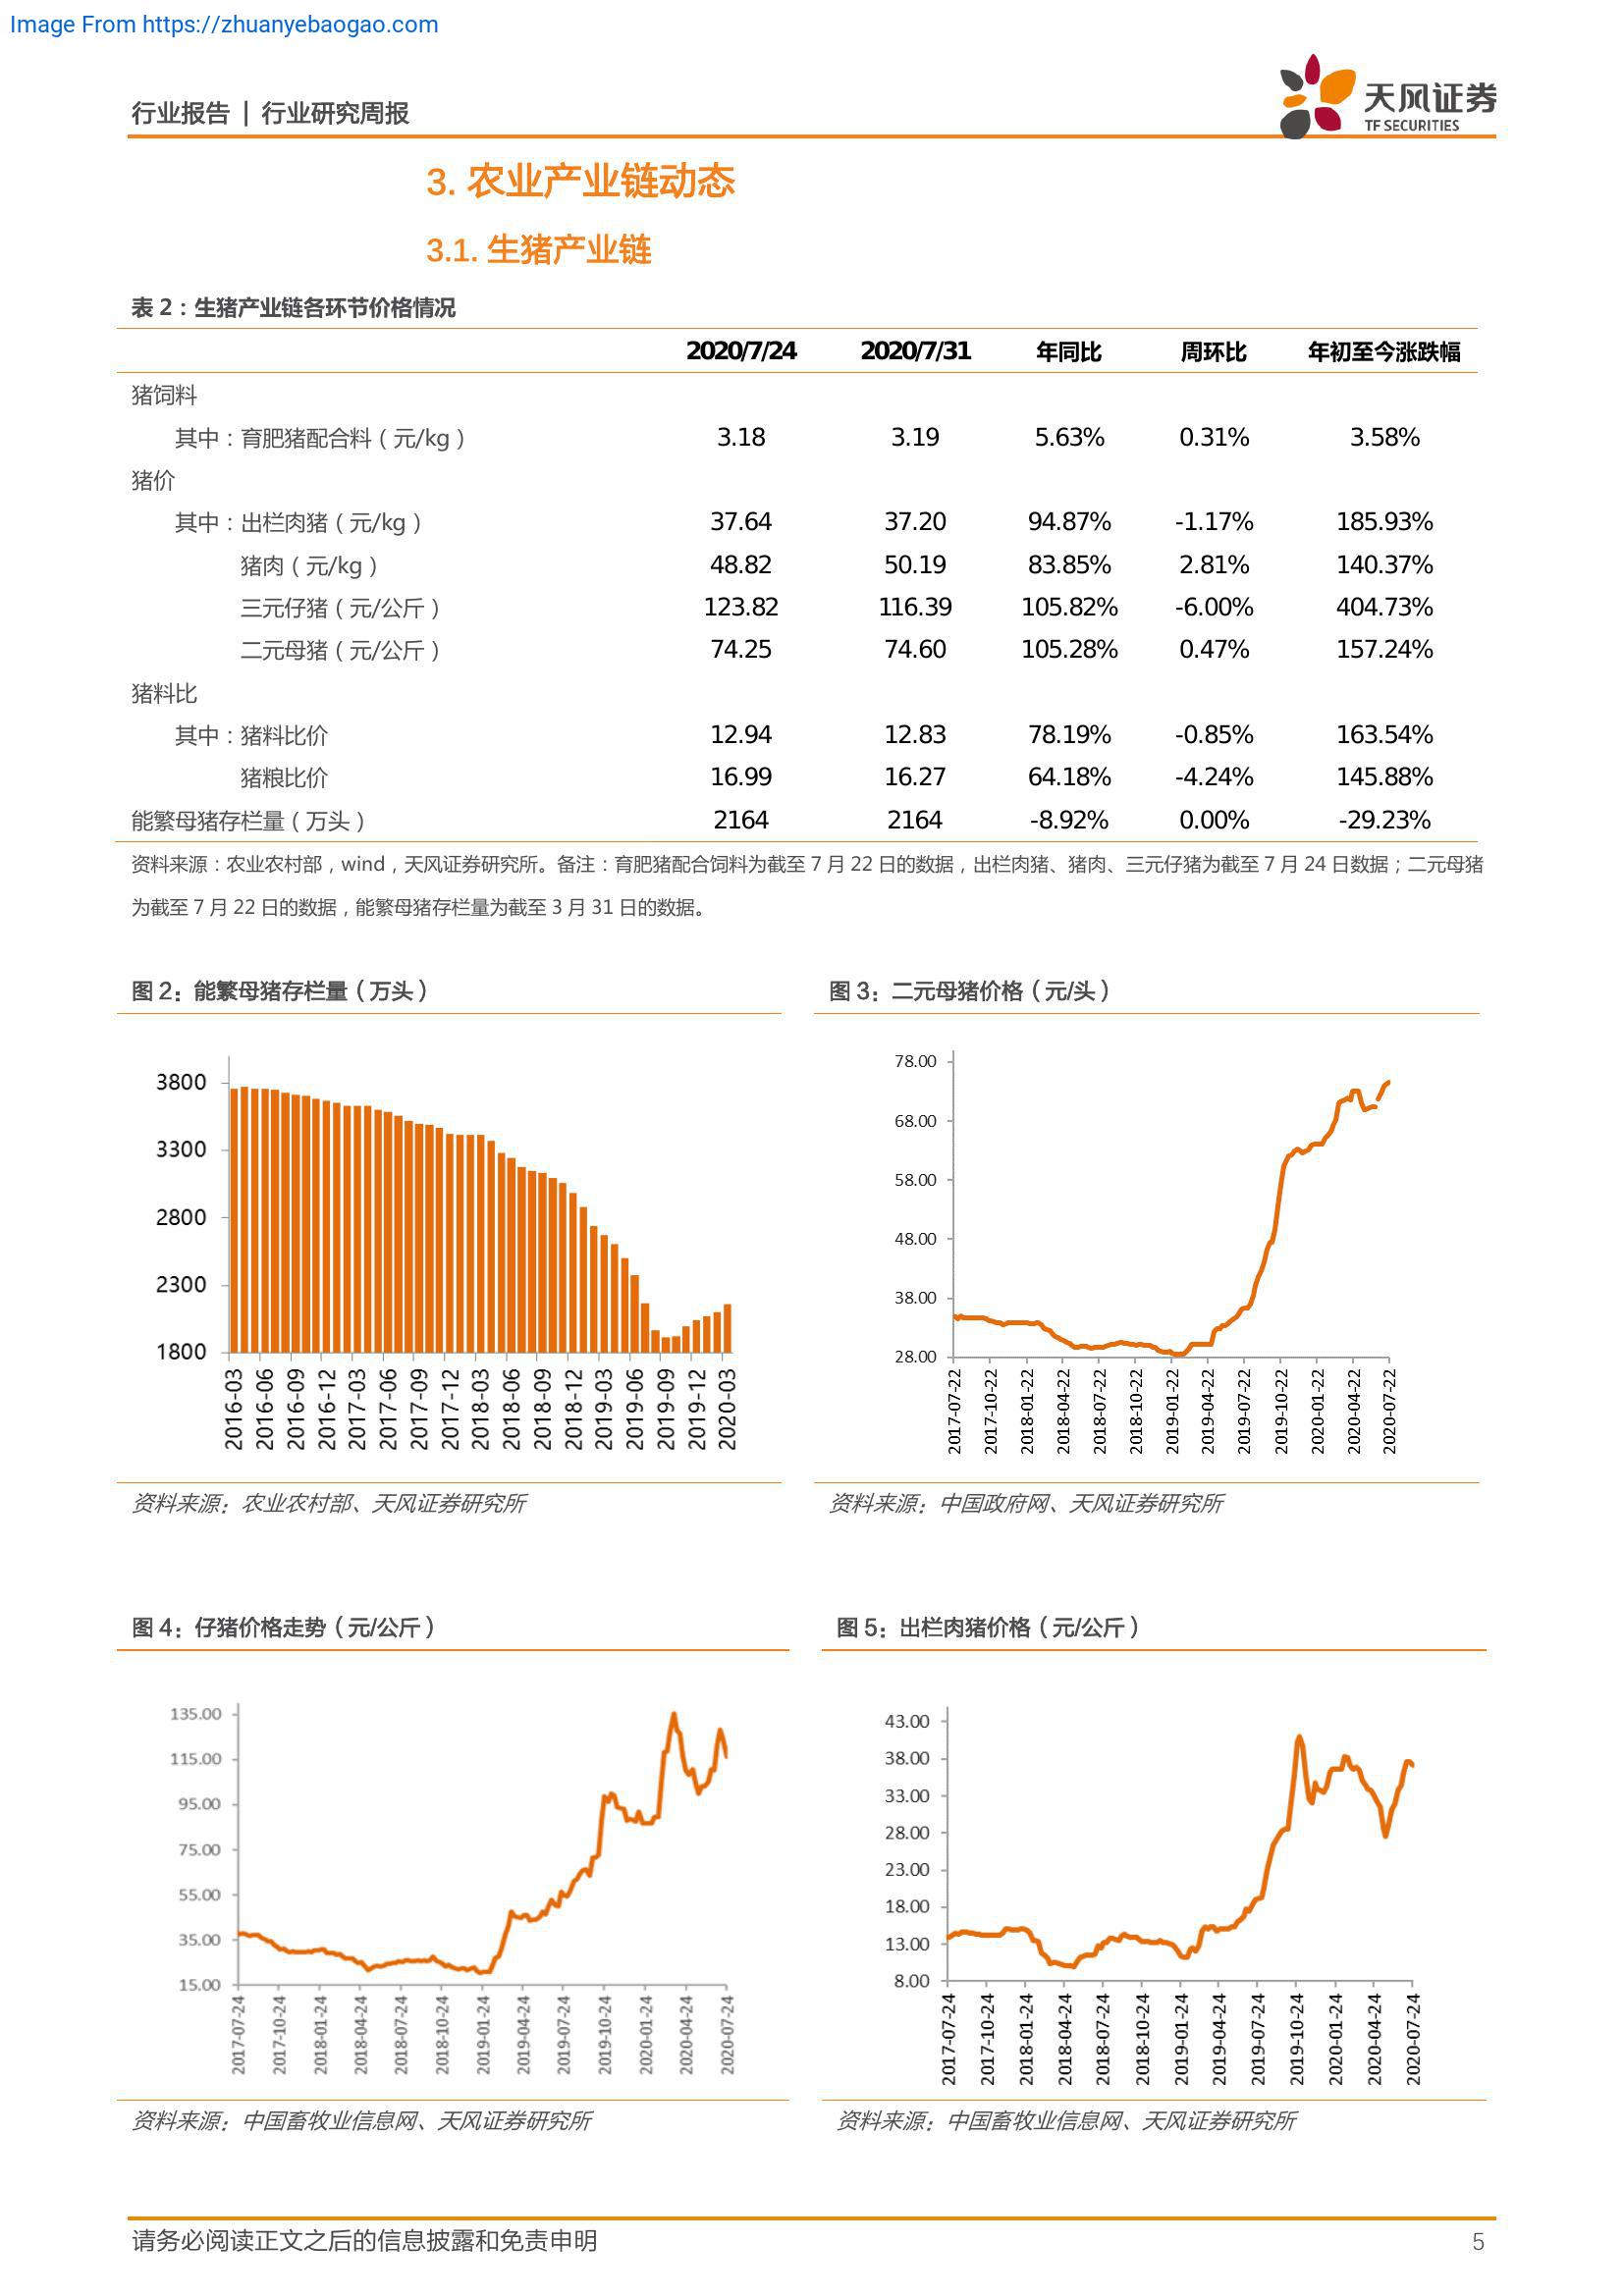 Image From https://zhuanyebaogao.com
行业报告 | 行业研究周报
天风证券
TF SECURITIES
3. 农业产业链动态
3.1. 生猪产业链
表 2：生猪产业链各环节价格情况
2020/7/24 2020/7/31 年同比 周环比 年初至今涨跌幅
猪饲料
其中：育肥猪配合料（元/kg） 3.18 3.19 5.63% 0.31% 3.58%
猪价
其中：出栏肉猪（元/kg） 37.64 37.20 94.87% -1.17% 185.93%
猪肉（元/kg） 48.82 50.19 83.85% 2.81% 140.37%
三元仔猪（元/公斤） 123.82 116.39 105.82% -6.00% 404.73%
二元母猪（元/公斤） 74.25 74.60 105.28% 0.47% 157.24%
猪料比
其中：猪料比价 12.94 12.83 78.19% -0.85% 163.54%
猪粮比价 16.99 16.27 64.18% -4.24% 145.88%
能繁母猪存栏量（万头） 2164 2164 -8.92% 0.00% -29.23%
资料来源：农业农村部，wind，天风证券研究所。备注：育肥猪配合饲料为截至 7 月 22 日的数据，出栏肉猪、猪肉、三元仔猪为截至 7 月 24 日数据；二元母猪
为截至 7 月 22 日的数据，能繁母猪存栏量为截至 3 月 31 日的数据。
图 2：能繁母猪存栏量（万头）
3800
3300
2800
2300
1800
2016-03 2016-06 2016-09 2016-12 2017-03 2017-06 2017-09 2017-12 2018-03 2018-06 2018-09 2018-12 2019-03 2019-06 2019-09 2019-12 2020-03
资料来源：农业农村部、天风证券研究所
图 3：二元母猪价格（元/头）
78.00
68.00
58.00
48.00
38.00
28.00
2017-07-22 2017-10-22 2018-01-22 2018-04-22 2018-07-22 2018-10-22 2019-01-22 2019-04-22 2019-07-22 2019-10-22 2020-01-22 2020-04-22 2020-07-22
资料来源：中国政府网、天风证券研究所
图 4：仔猪价格走势（元/公斤）
135.00
115.00
95.00
75.00
55.00
35.00
15.00
2017-07-24 2017-10-24 2018-01-24 2018-04-24 2018-07-24 2018-10-24 2019-01-24 2019-04-24 2019-07-24 2019-10-24 2020-01-24 2020-04-24 2020-07-24
资料来源：中国畜牧业信息网、天风证券研究所
图 5：出栏肉猪价格（元/公斤）
43.00
38.00
33.00
28.00
23.00
18.00
13.00
8.00
2017-07-24 2017-10-24 2018-01-24 2018-04-24 2018-07-24 2018-10-24 2019-01-24 2019-04-24 2019-07-24 2019-10-24 2020-01-24 2020-04-24 2020-07-24
资料来源：中国畜牧业信息网、天风证券研究所
请务必阅读正文之后的信息披露和免责申明 5